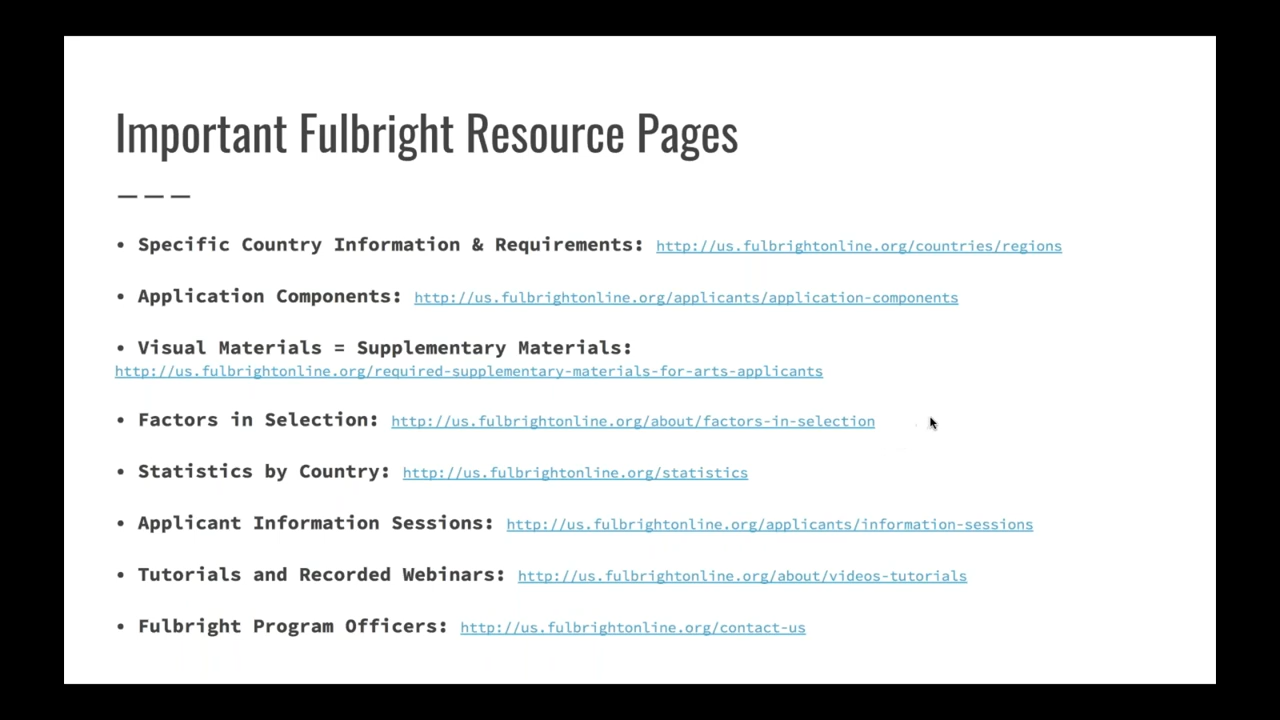 Important Fulbright Resource Pages
• Specific Country Information & Requirements: http://us.fulbrightonline.org/countries/regions
• Application Components: http://us.fulbrightonline.org/applicants/application-components
• Visual Materials = Supplementary Materials:
http://us.fulbrightonline.org/required-supplementary-materials-for-arts-applicants
• Factors in Selection: http://us.fulbrightonline.org/about/factors-in-selection
• Statistics by Country: http://us.fulbrightonline.org/statistics
• Applicant Information Sessions: http://us.fulbrightonline.org/applicants/information-sessions
• Tutorials and Recorded Webinars: http://us.fulbrightonline.org/about/videos-tutorials
• Fulbright Program Officers: http://us.fulbrightonline.org/contact-us